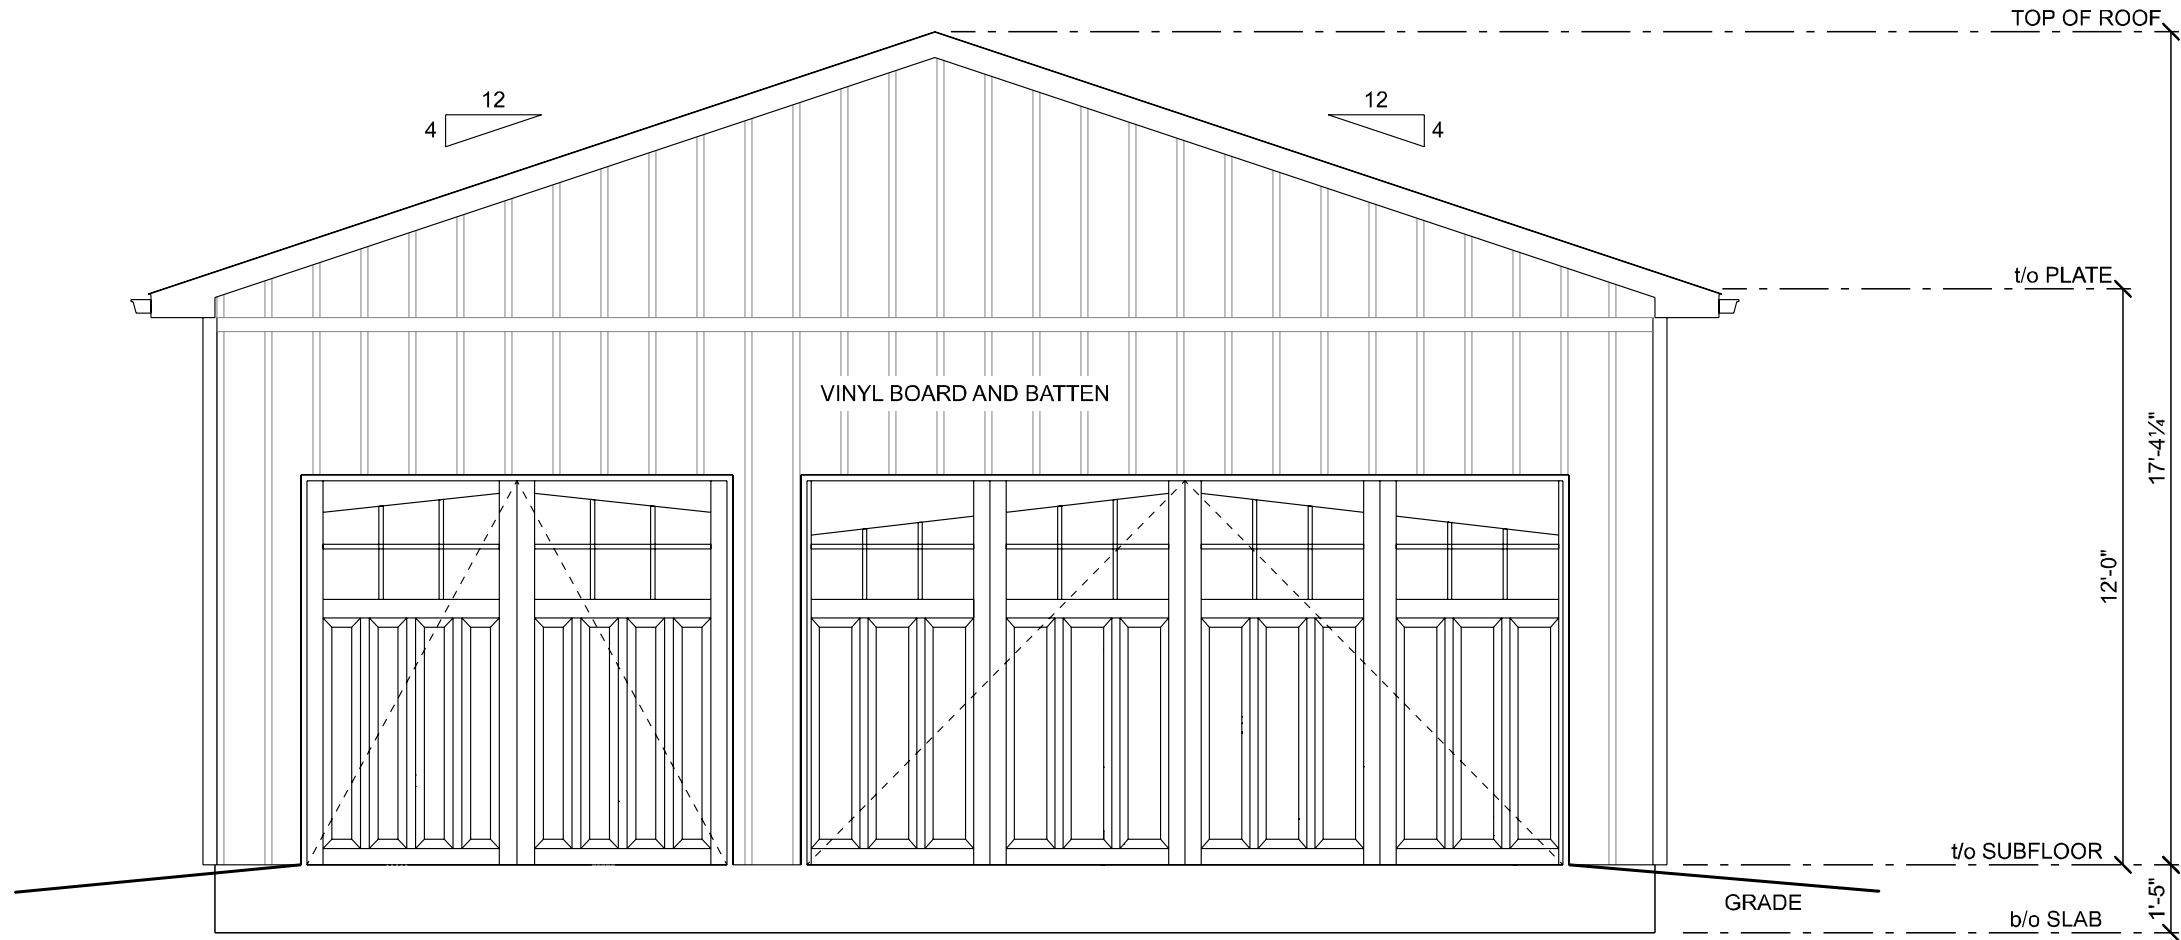 TOP OF ROOF
12
12
4
4
t/o PLATE
VINYL BOARD AND BATTEN
17'-4¼"
12'-0"
t/o SUBFLOOR
1'-5"
GRADE
b/o SLAB